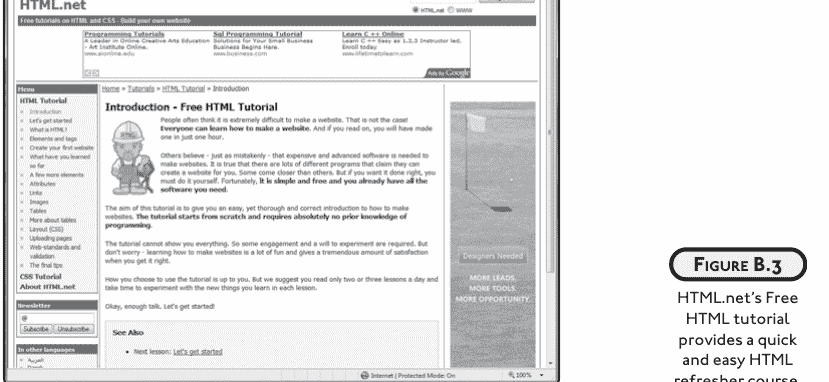 HTML.net
HTML.net WWW
Free tutorials on HTML and CSS - Build your own website
Programming Tutorials
A Leader in Online Creative Arts Education
- Art Institute Online.
www.aionline.edu
Sql Programming Tutorial
Solutions for Your Small Business
Business Begins Here.
www.business.com
Learn C ++ Online
Learn C ++ Easy as 1,2,3 Instructor led.
Enroll today
www.lifetimetolearn.com
Ads by Google
Menu
HTML Tutorial
Introduction
Let's get started
What is HTML?
Elements and tags
Create your first website
What have you learned
so far
A few more elements
Attributes
Links
Images
Tables
More about tables
Layout (CSS)
Uploading pages
Web-standards and
validation
The final tips
CSS Tutorial
About HTML.net
Newsletter
@
Subscribe Unsubscribe
In other languages
العربية
Home » Tutorials » HTML Tutorial » Introduction
Introduction - Free HTML Tutorial
People often think it is extremely difficult to make a website. That is not the case!
Everyone can learn how to make a website. And if you read on, you will have made
one in just one hour.
Others believe - just as mistakenly - that expensive and advanced software is needed to
make websites. It is true that there are lots of different programs that claim they can
create a website for you. Some come closer than others. But if you want it done right, you
must do it yourself. Fortunately, it is simple and free and you already have all the
software you need.
The aim of this tutorial is to give you an easy, yet thorough and correct introduction to how to make
websites. The tutorial starts from scratch and requires absolutely no prior knowledge of
programming.
The tutorial cannot show you everything. So some engagement and a will to experiment are required. But
don't worry - learning how to make websites is a lot of fun and gives a tremendous amount of satisfaction
when you get it right.
How you choose to use the tutorial is up to you. But we suggest you read only two or three lessons a day and
take time to experiment with the new things you learn in each lesson.
Okay, enough talk. Let's get started!
See Also
Next lesson: Let's get started
Designers Needed
MORE LEADS.
MORE TOOLS.
MORE OPPORTUNITY.
Internet | Protected Mode: On
100%
FIGURE B.3
HTML.net's Free
HTML tutorial
provides a quick
and easy HTML
refresher course.